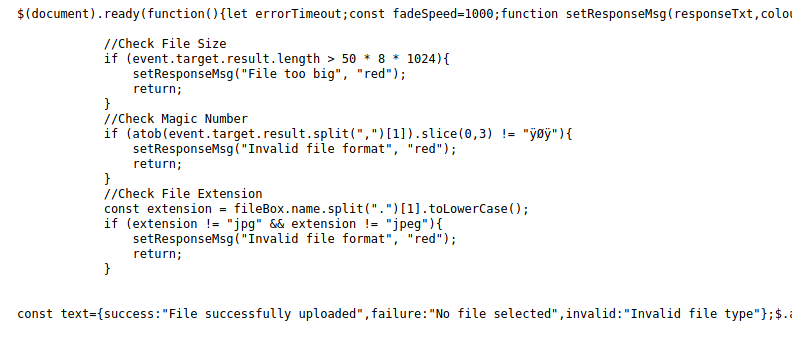 $(document).ready(function(){let errorTimeout;const fadeSpeed=1000;function setResponseMsg(responseTxt,colou
//Check File Size
if (event.target.result.length > 50 * 8 * 1024){
setResponseMsg("File too big", "red");
return;
}
//Check Magic Number
if (atob(event.target.result.split(",")[1]).slice(0,3) != "ÿØÿ"){
setResponseMsg("Invalid file format", "red");
return;
}
//Check File Extension
const extension = fileBox.name.split(".")[1].toLowerCase();
if (extension != "jpg" && extension != "jpeg"){
setResponseMsg("Invalid file format", "red");
return;
}
const text={success:"File successfully uploaded",failure:"No file selected",invalid:"Invalid file type"};$.a